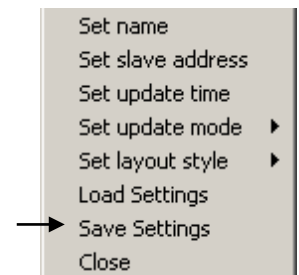 Set name
Set slave address
Set update time
Set update mode
Set layout style
Load Settings
Save Settings
Close